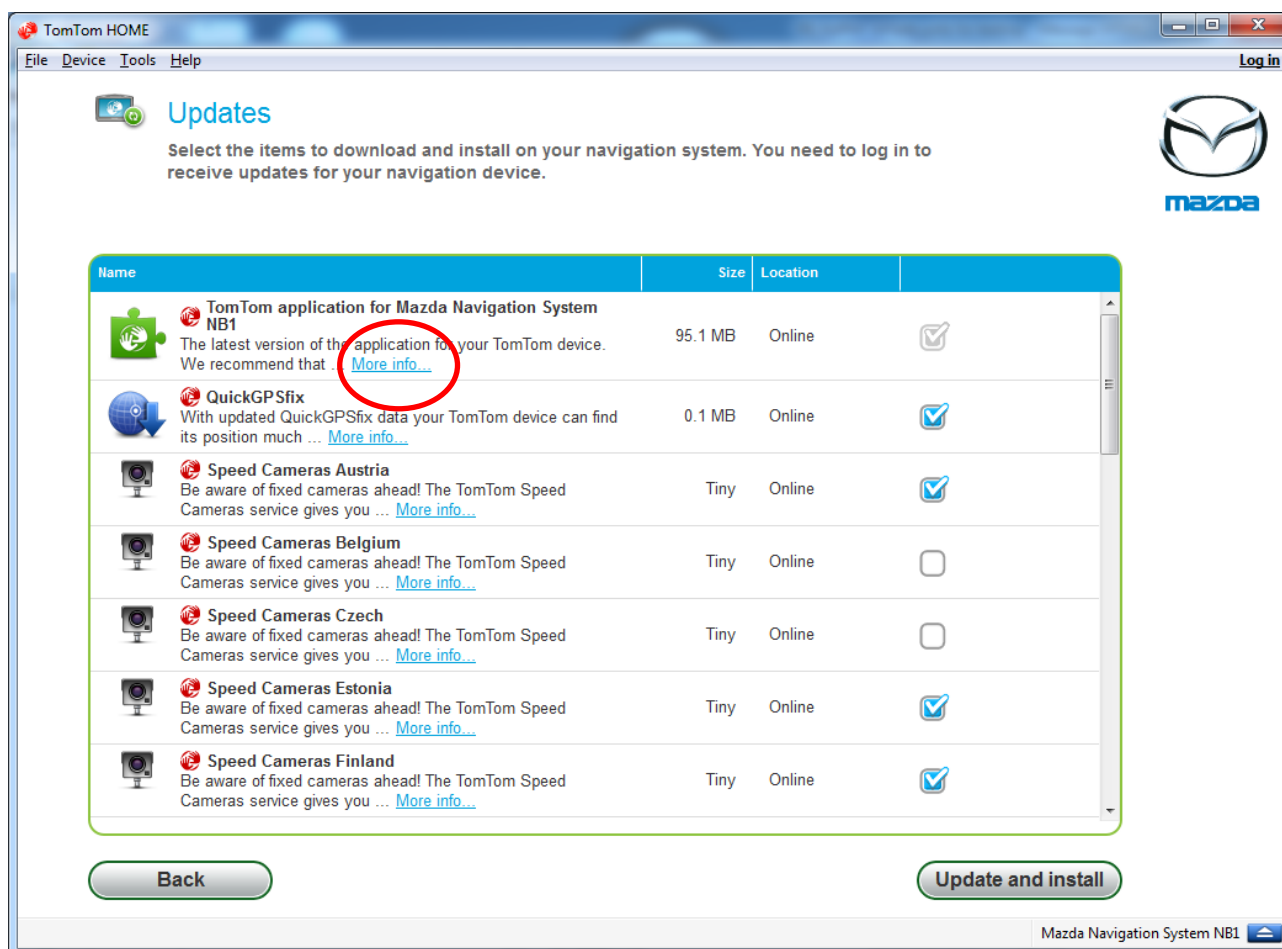 TomTom HOME
File Device Tools Help Log in
Updates
Select the items to download and install on your navigation system. You need to log in to
receive updates for your navigation device.
mazda
Name Size Location
TomTom application for Mazda Navigation System
NB1
The latest version of the application for your TomTom device.
We recommend that ... More info...
95.1 MB Online
QuickGPSfix
With updated QuickGPSfix data your TomTom device can find
its position much ... More info...
0.1 MB Online
Speed Cameras Austria
Be aware of fixed cameras ahead! The TomTom Speed
Cameras service gives you ... More info...
Tiny Online
Speed Cameras Belgium
Be aware of fixed cameras ahead! The TomTom Speed
Cameras service gives you ... More info...
Tiny Online
Speed Cameras Czech
Be aware of fixed cameras ahead! The TomTom Speed
Cameras service gives you ... More info...
Tiny Online
Speed Cameras Estonia
Be aware of fixed cameras ahead! The TomTom Speed
Cameras service gives you ... More info...
Tiny Online
Speed Cameras Finland
Be aware of fixed cameras ahead! The TomTom Speed
Cameras service gives you ... More info...
Tiny Online
Back Update and install
Mazda Navigation System NB1